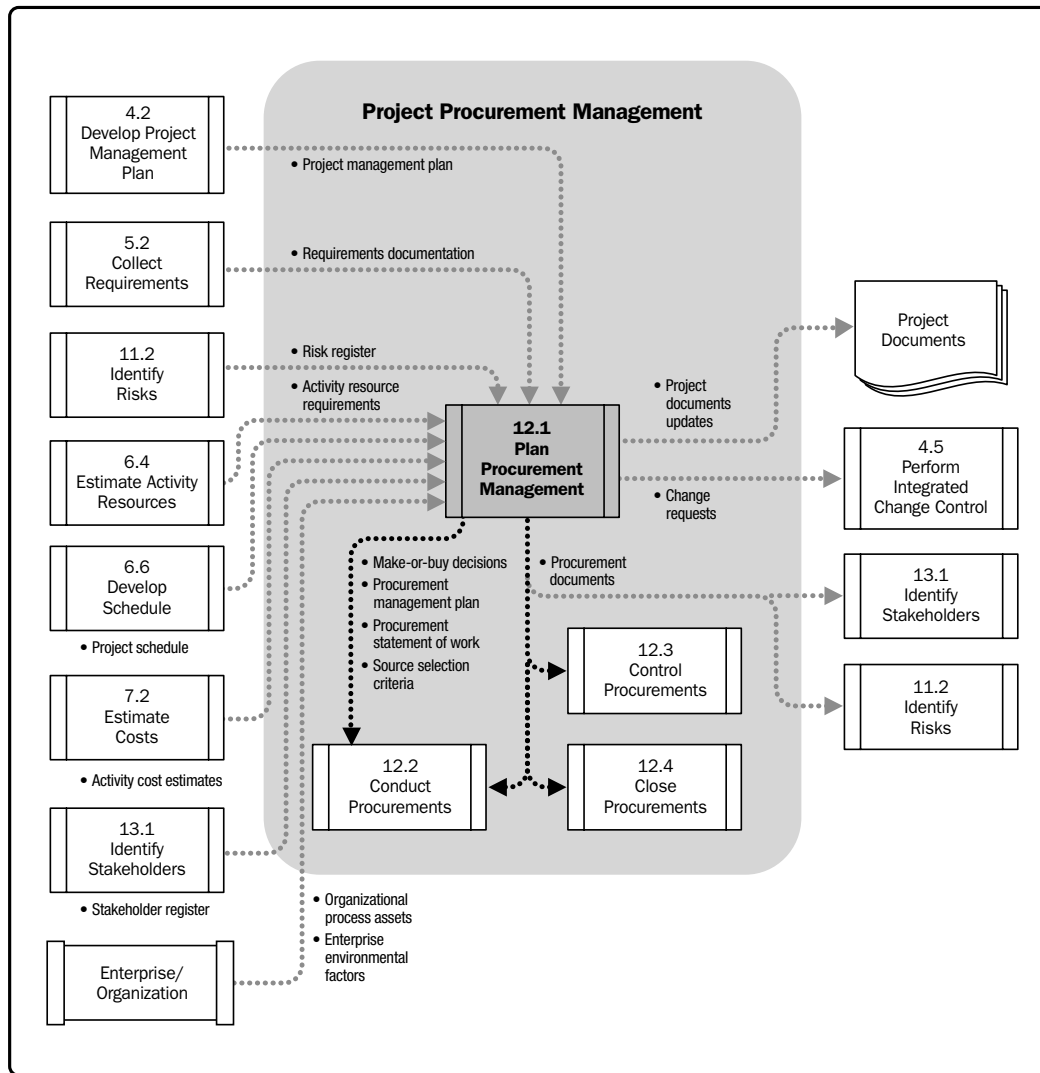 Project Procurement Management
4.2
Develop Project
Management
Plan
• Project management plan
5.2
Collect
Requirements
• Requirements documentation
11.2
Identify
Risks
• Risk register
• Activity resource
requirements
6.4
Estimate Activity
Resources
6.6
Develop
Schedule
• Project schedule
7.2
Estimate
Costs
• Activity cost estimates
13.1
Identify
Stakeholders
• Stakeholder register
Enterprise/
Organization
• Organizational
process assets
• Enterprise
environmental
factors
12.1
Plan
Procurement
Management
• Make-or-buy decisions
• Procurement
management plan
• Procurement
statement of work
• Source selection
criteria
• Procurement
documents
12.2
Conduct
Procurements
12.3
Control
Procurements
12.4
Close
Procurements
• Project
documents
updates
• Change
requests
Project
Documents
4.5
Perform
Integrated
Change Control
13.1
Identify
Stakeholders
11.2
Identify
Risks